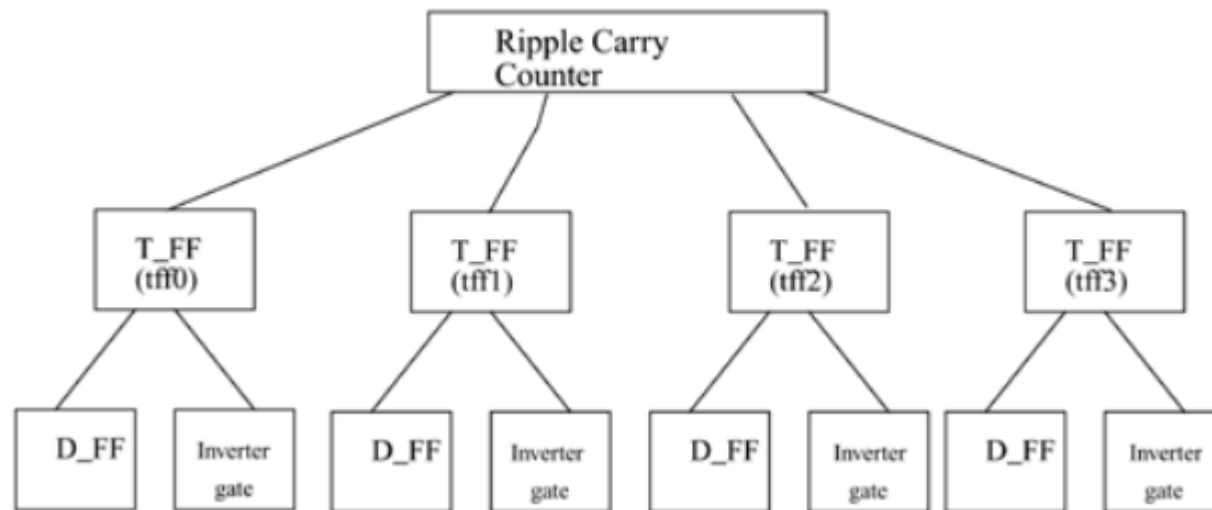 Ripple Carry
Counter
T_FF
(tff0)
T_FF
(tff1)
T_FF
(tff2)
T_FF
(tff3)
D_FF
Inverter
gate
D_FF
Inverter
gate
D_FF
Inverter
gate
D_FF
Inverter
gate